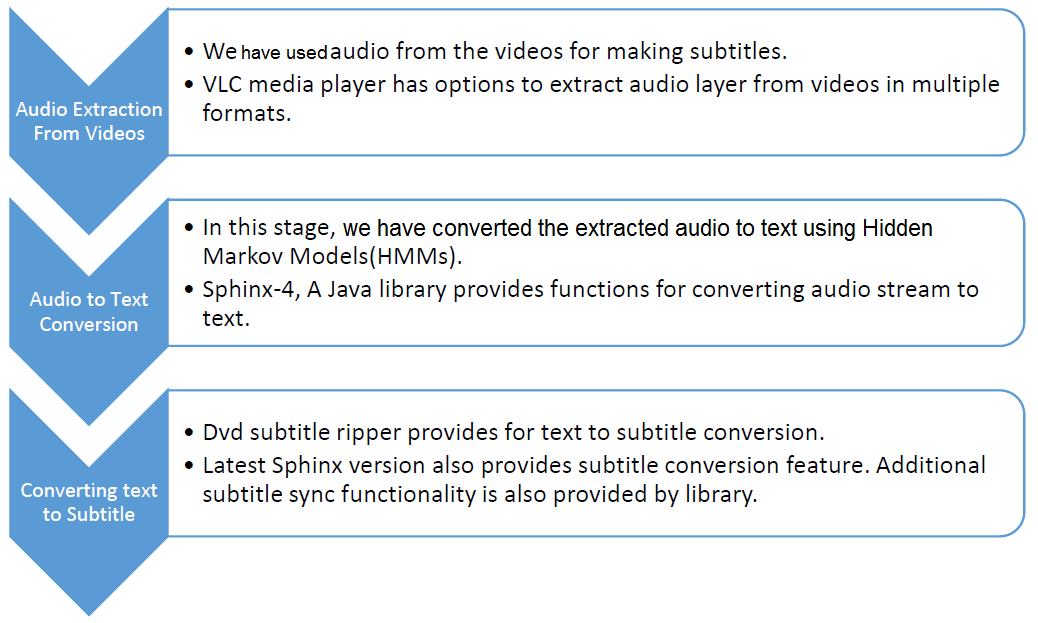 Audio Extraction
From Videos
• We have used audio from the videos for making subtitles.
• VLC media player has options to extract audio layer from videos in multiple
formats.
Audio to Text
Conversion
• In this stage, we have converted the extracted audio to text using Hidden
Markov Models(HMMs).
• Sphinx-4, A Java library provides functions for converting audio stream to
text.
Converting text
to Subtitle
• Dvd subtitle ripper provides for text to subtitle conversion.
• Latest Sphinx version also provides subtitle conversion feature. Additional
subtitle sync functionality is also provided by library.